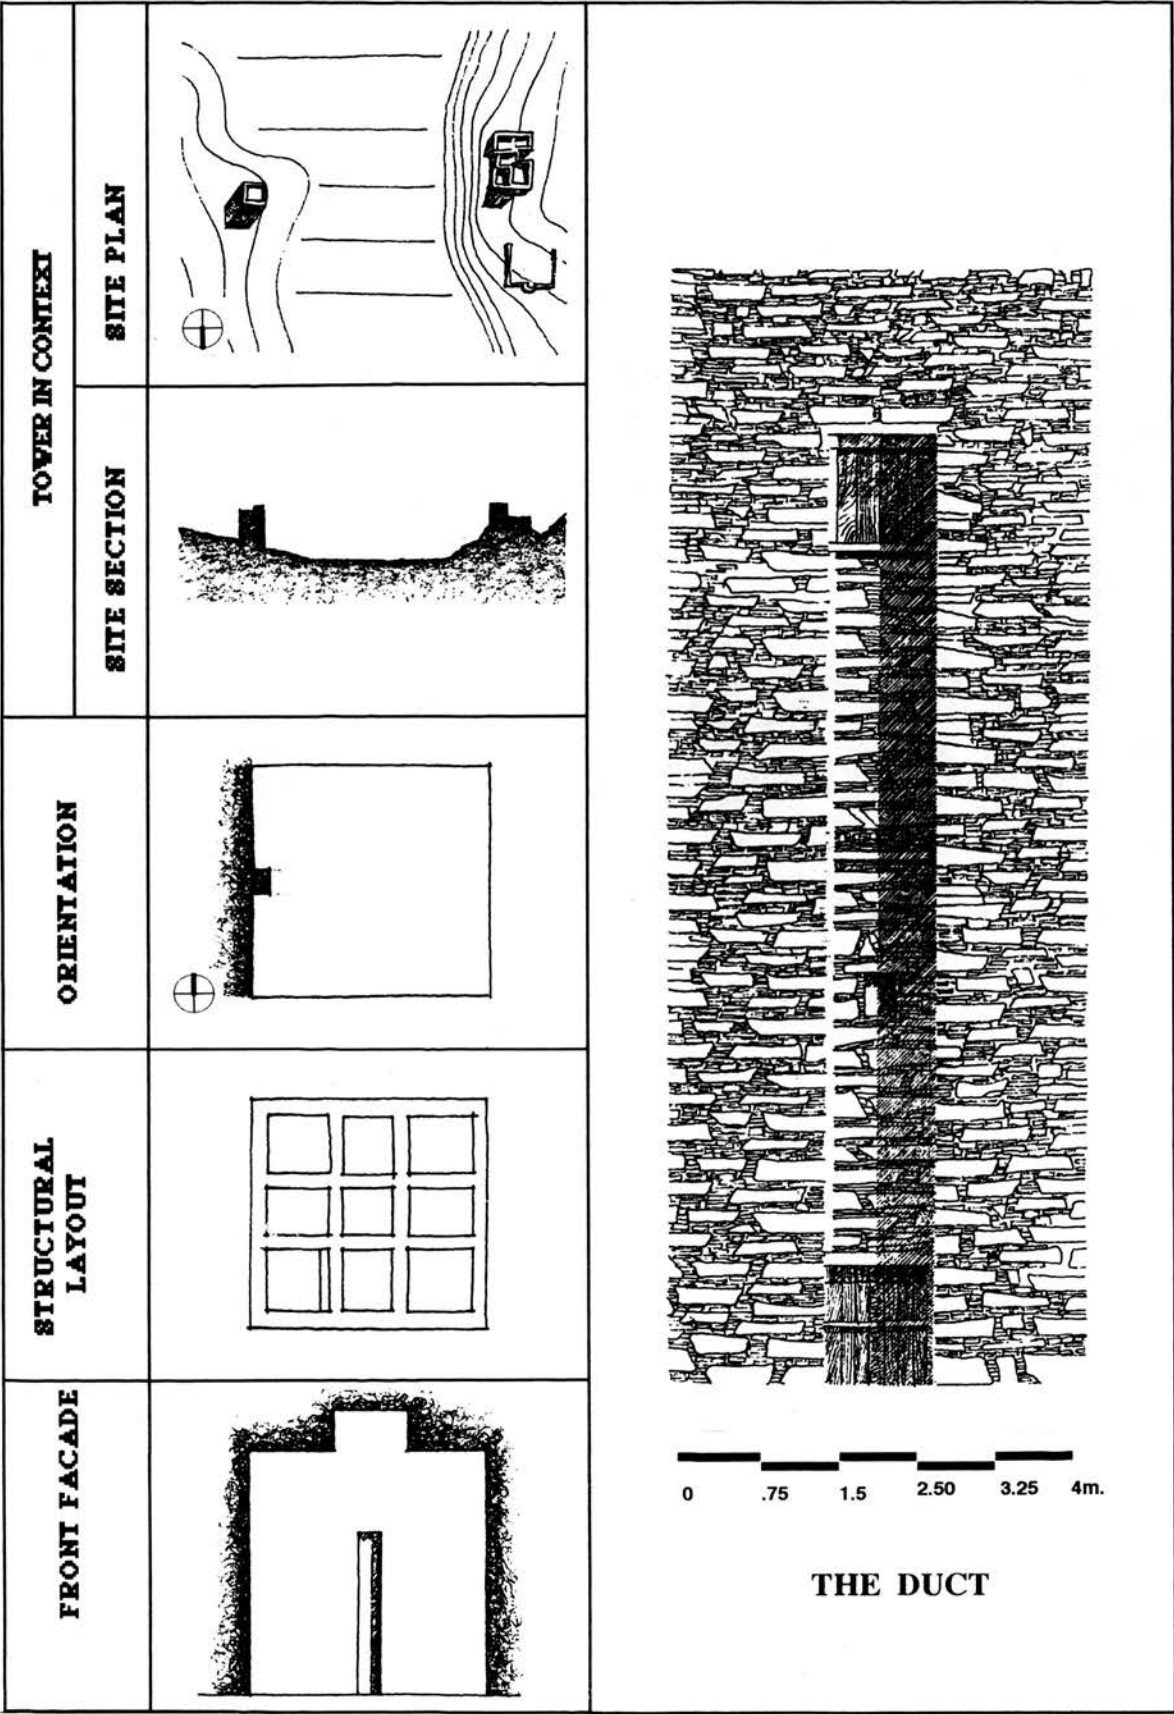 TOWER IN CONTEXT
SITE PLAN
SITE SECTION
ORIENTATION
STRUCTURAL
LAYOUT
FRONT FACADE
0 .75 1.5 2.50 3.25 4m.
THE DUCT